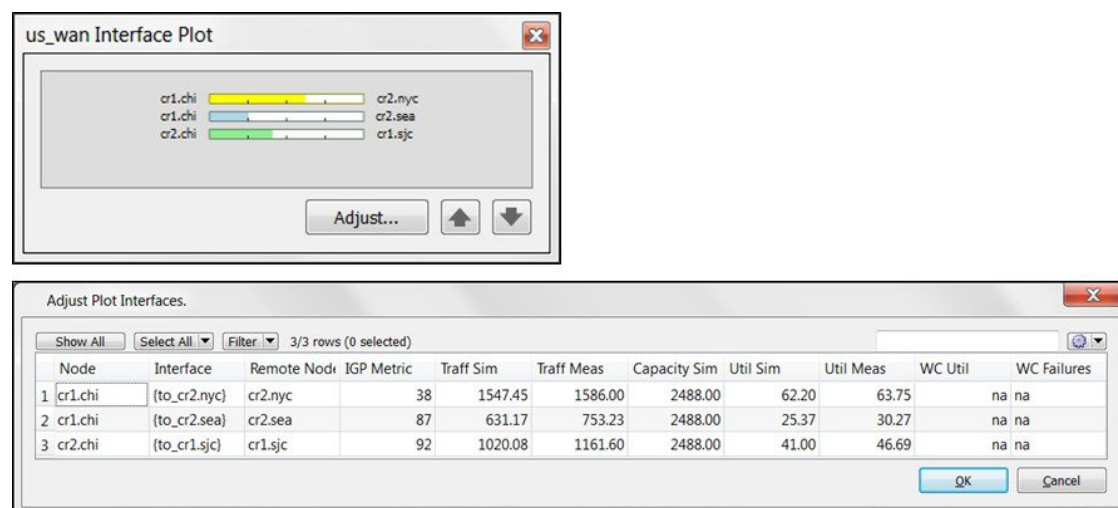 us_wan Interface Plot
cr1.chi cr2.nyc
cr1.chi cr2.sea
cr2.chi cr1.sjc
Adjust...
Adjust Plot Interfaces.
Show All Select All Filter 3/3 rows (0 selected)
Node Interface Remote Node IGP Metric Traff Sim Traff Meas Capacity Sim Util Sim Util Meas WC Util WC Failures
1 cr1.chi {to_cr2.nyc} cr2.nyc 38 1547.45 1586.00 2488.00 62.20 63.75 na na
2 cr1.chi {to_cr2.sea} cr2.sea 87 631.17 753.23 2488.00 25.37 30.27 na na
3 cr2.chi {to_cr1.sjc} cr1.sjc 92 1020.08 1161.60 2488.00 41.00 46.69 na na
OK Cancel